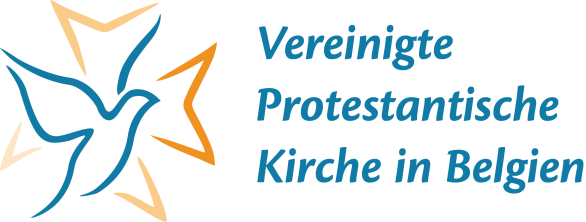 Vereinigte
Protestantische
Kirche in Belgien